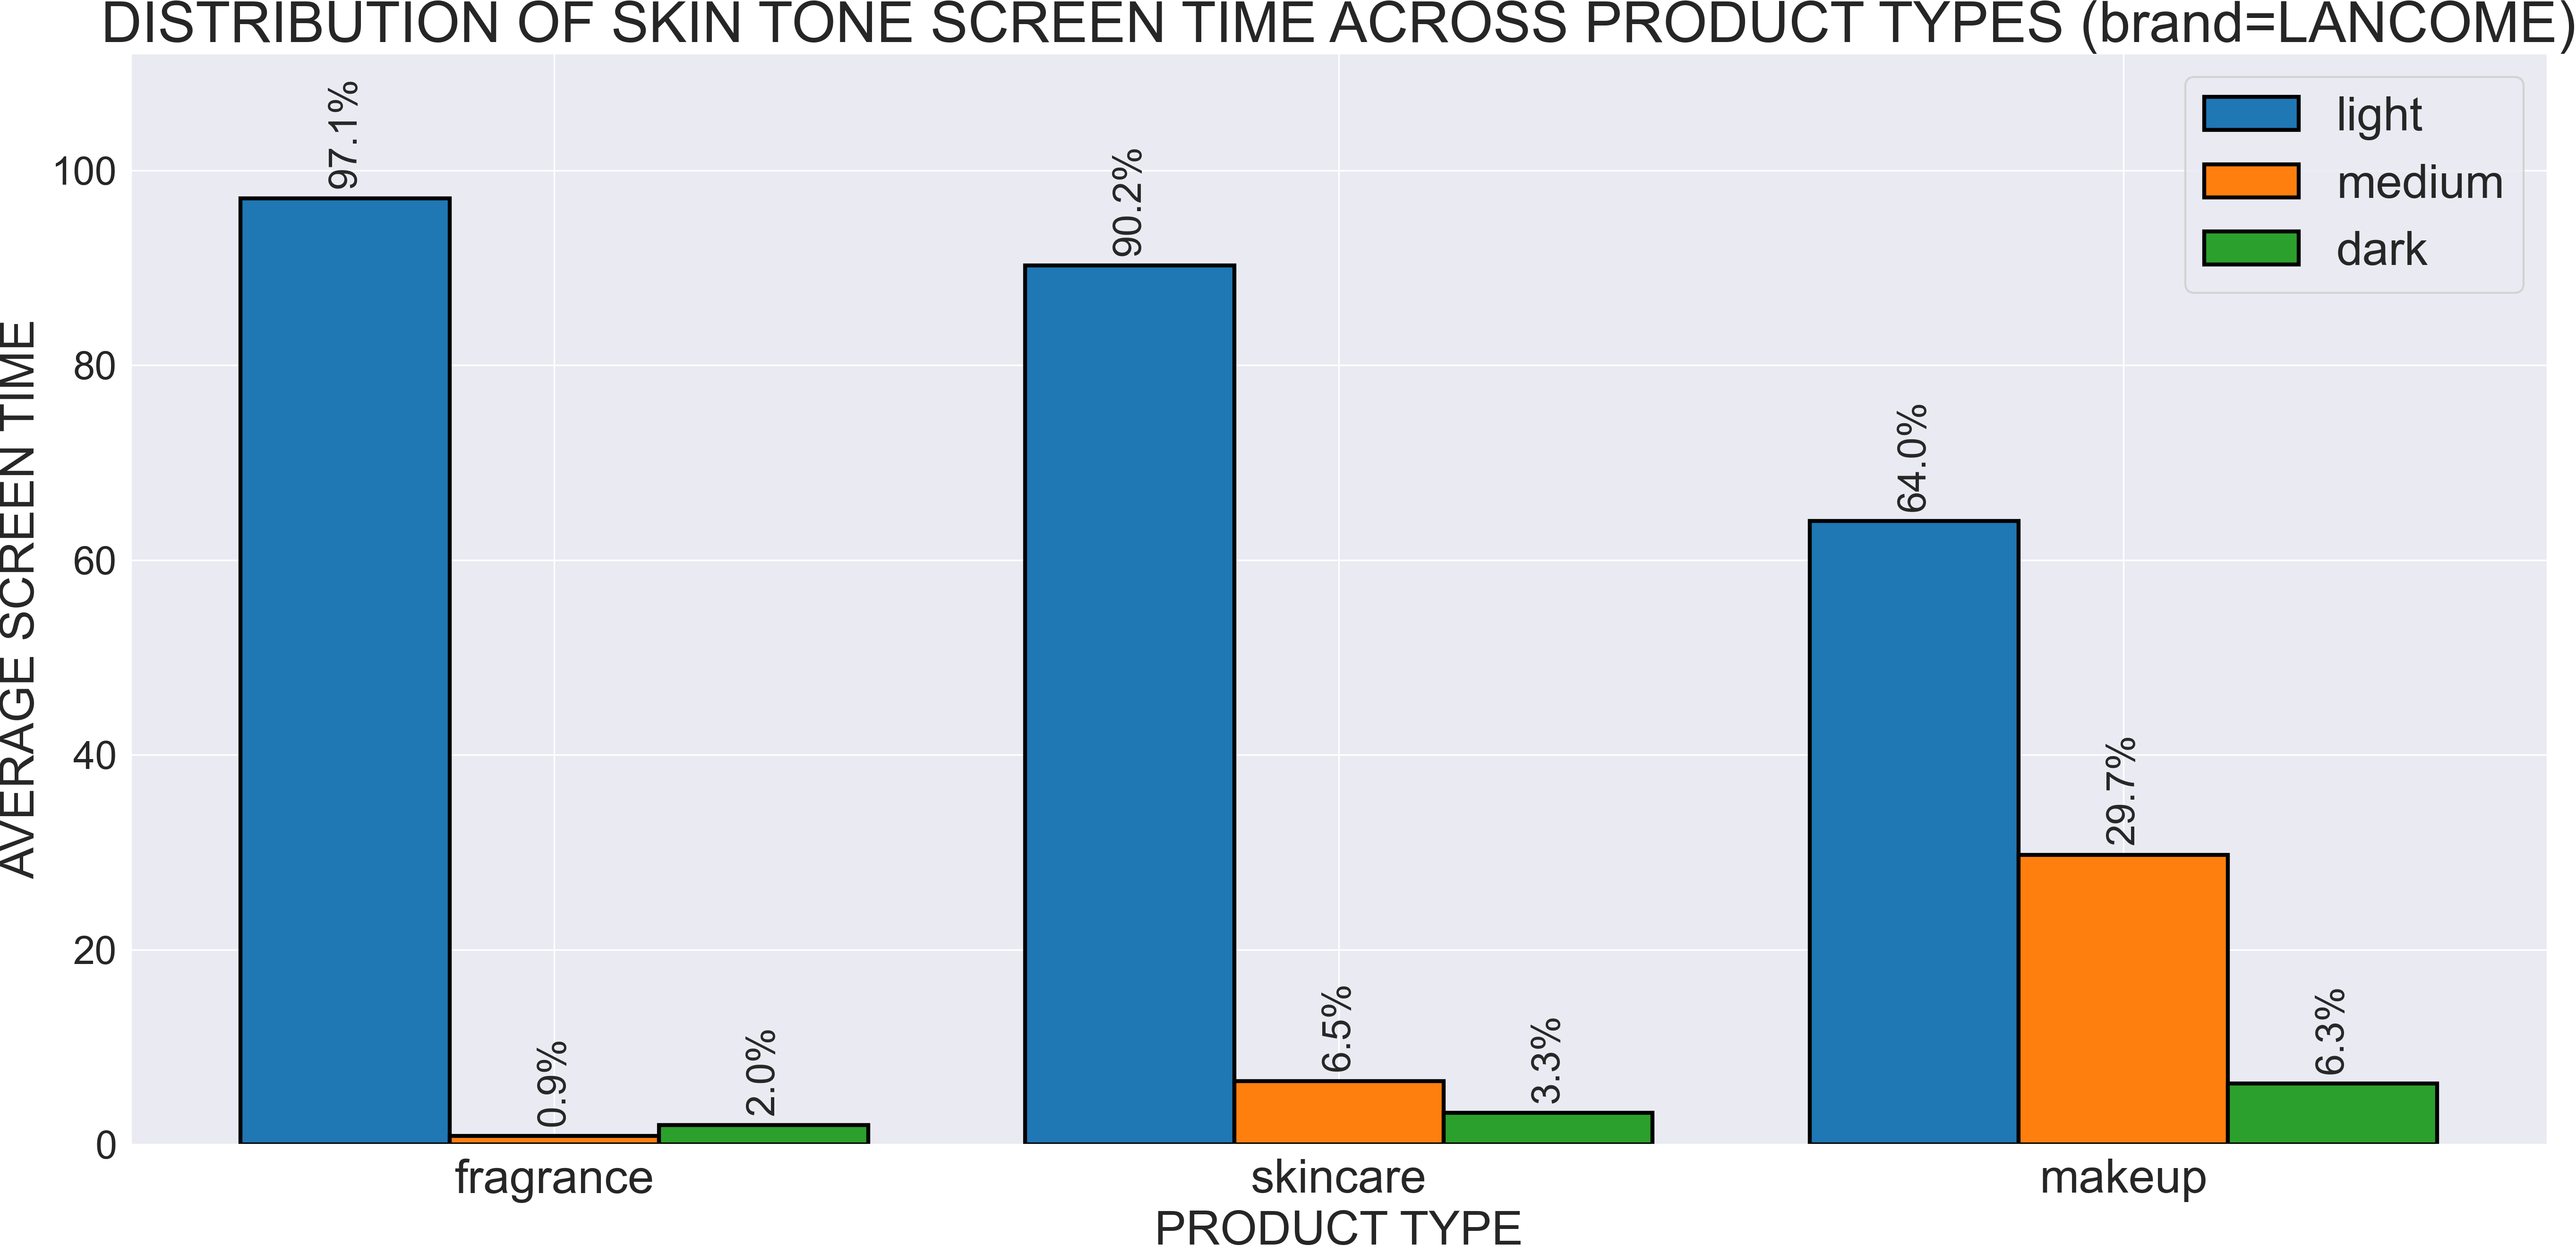 DISTRIBUTION OF SKIN TONE SCREEN TIME ACROSS PRODUCT TYPES (brand=LANCOME)
light
medium
dark
AVERAGE SCREEN TIME
100
80
60
40
20
0
97.1%
0.9%
2.0%
90.2%
6.5%
3.3%
64.0%
29.7%
6.3%
fragrance
skincare
makeup
PRODUCT TYPE